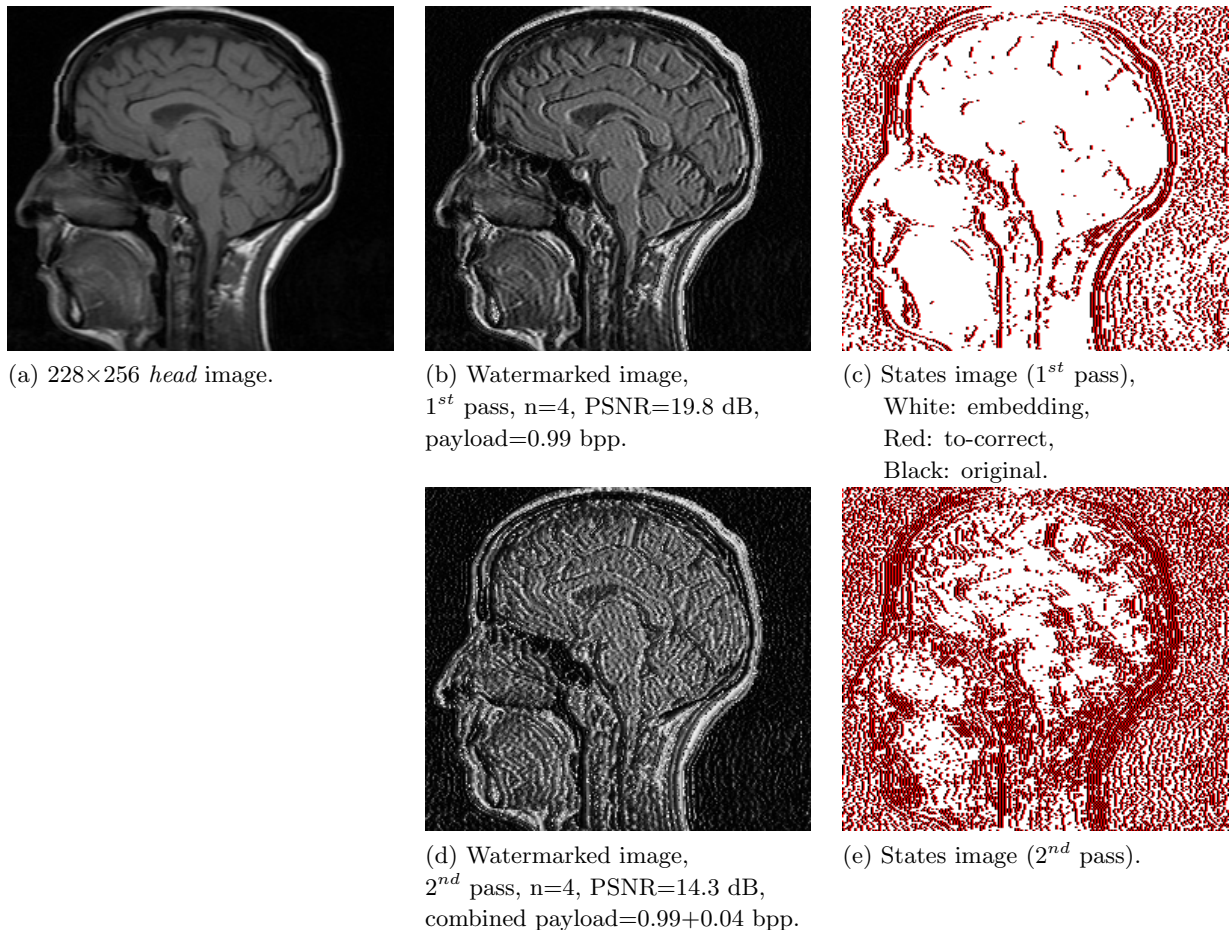 (a) 228×256 head image.
(b) Watermarked image,
1st pass, n=4, PSNR=19.8 dB,
payload=0.99 bpp.
(c) States image (1st pass),
White: embedding,
Red: to-correct,
Black: original.
(d) Watermarked image,
2nd pass, n=4, PSNR=14.3 dB,
combined payload=0.99+0.04 bpp.
(e) States image (2nd pass).